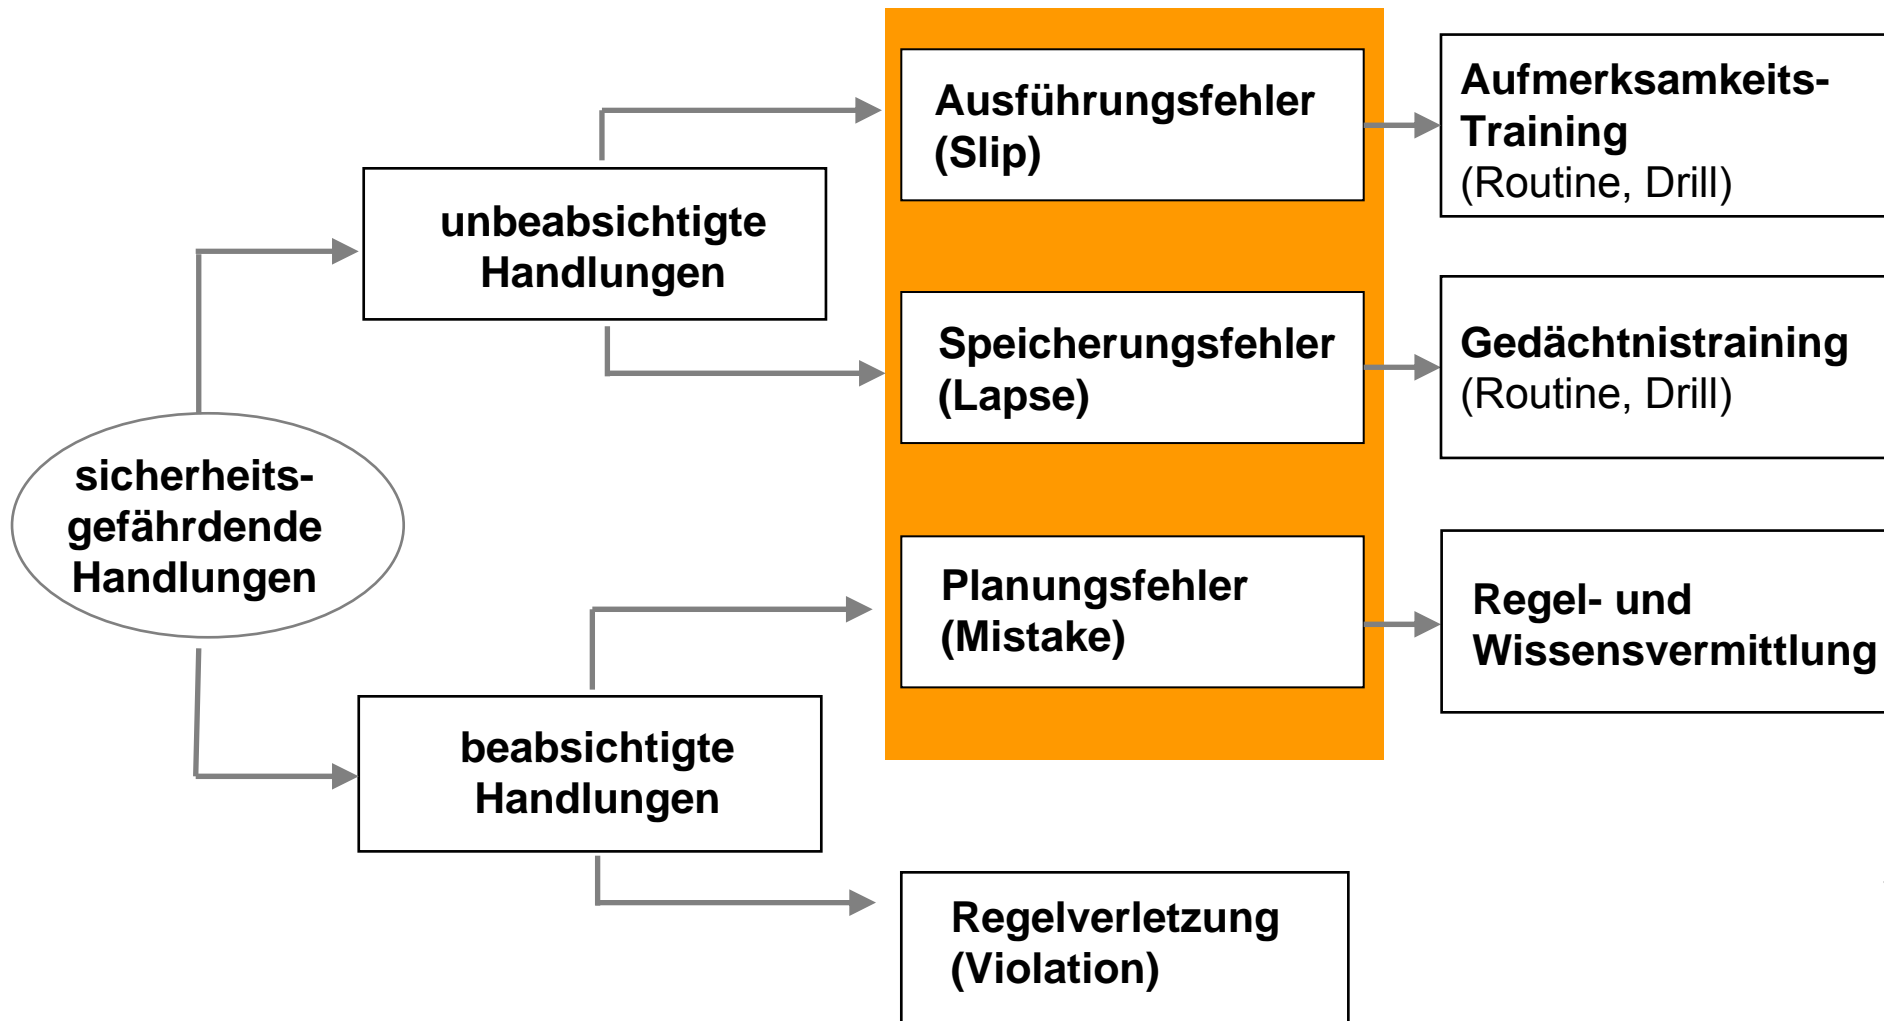 Ausführungsfehler
(Slip)
Aufmerksamkeits-
Training
(Routine, Drill)
unbeabsichtigte
Handlungen
Speicherungsfehler
(Lapse)
Gedächtnistraining
(Routine, Drill)
sicherheits-
gefährdende
Handlungen
Planungsfehler
(Mistake)
Regel- und
Wissensvermittlung
beabsichtigte
Handlungen
Regelverletzung
(Violation)